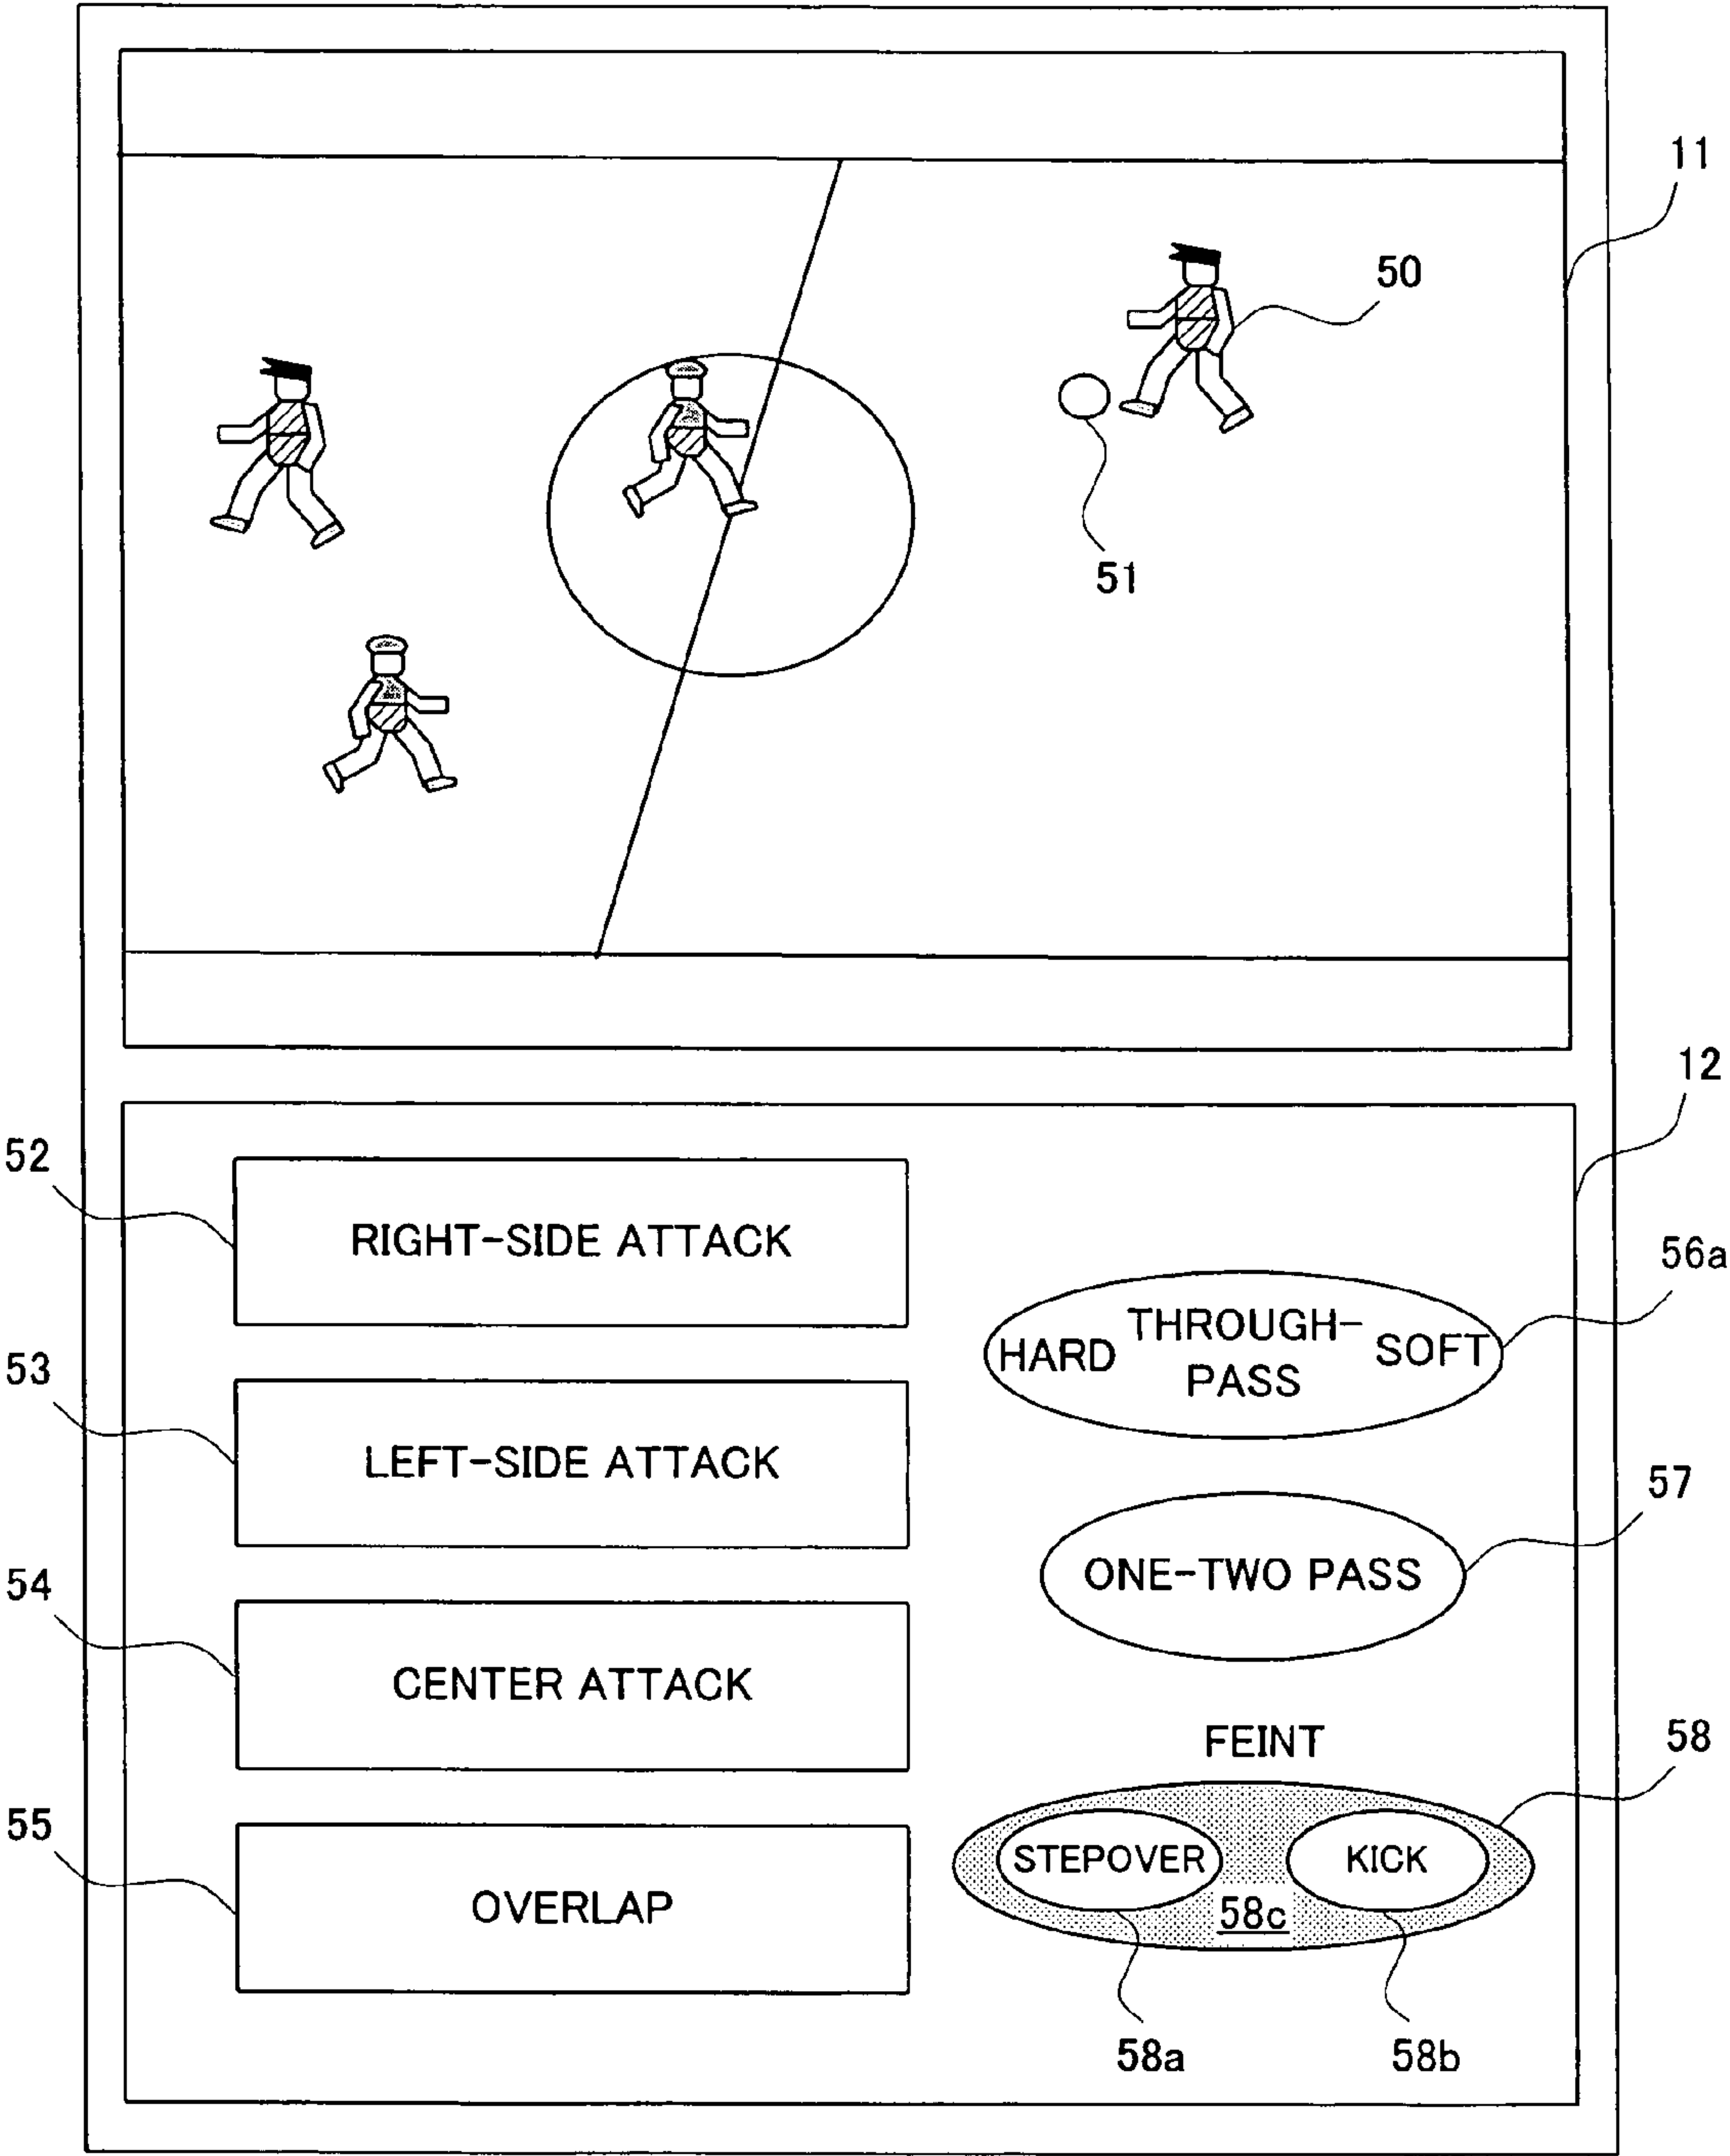 11
50
51
12
52
RIGHT-SIDE ATTACK
56a
HARD THROUGH- SOFT
PASS
53
LEFT-SIDE ATTACK
57
ONE-TWO PASS
54
CENTER ATTACK
FEINT
58
55
OVERLAP
STEPOVER
KICK
58c
58a
58b